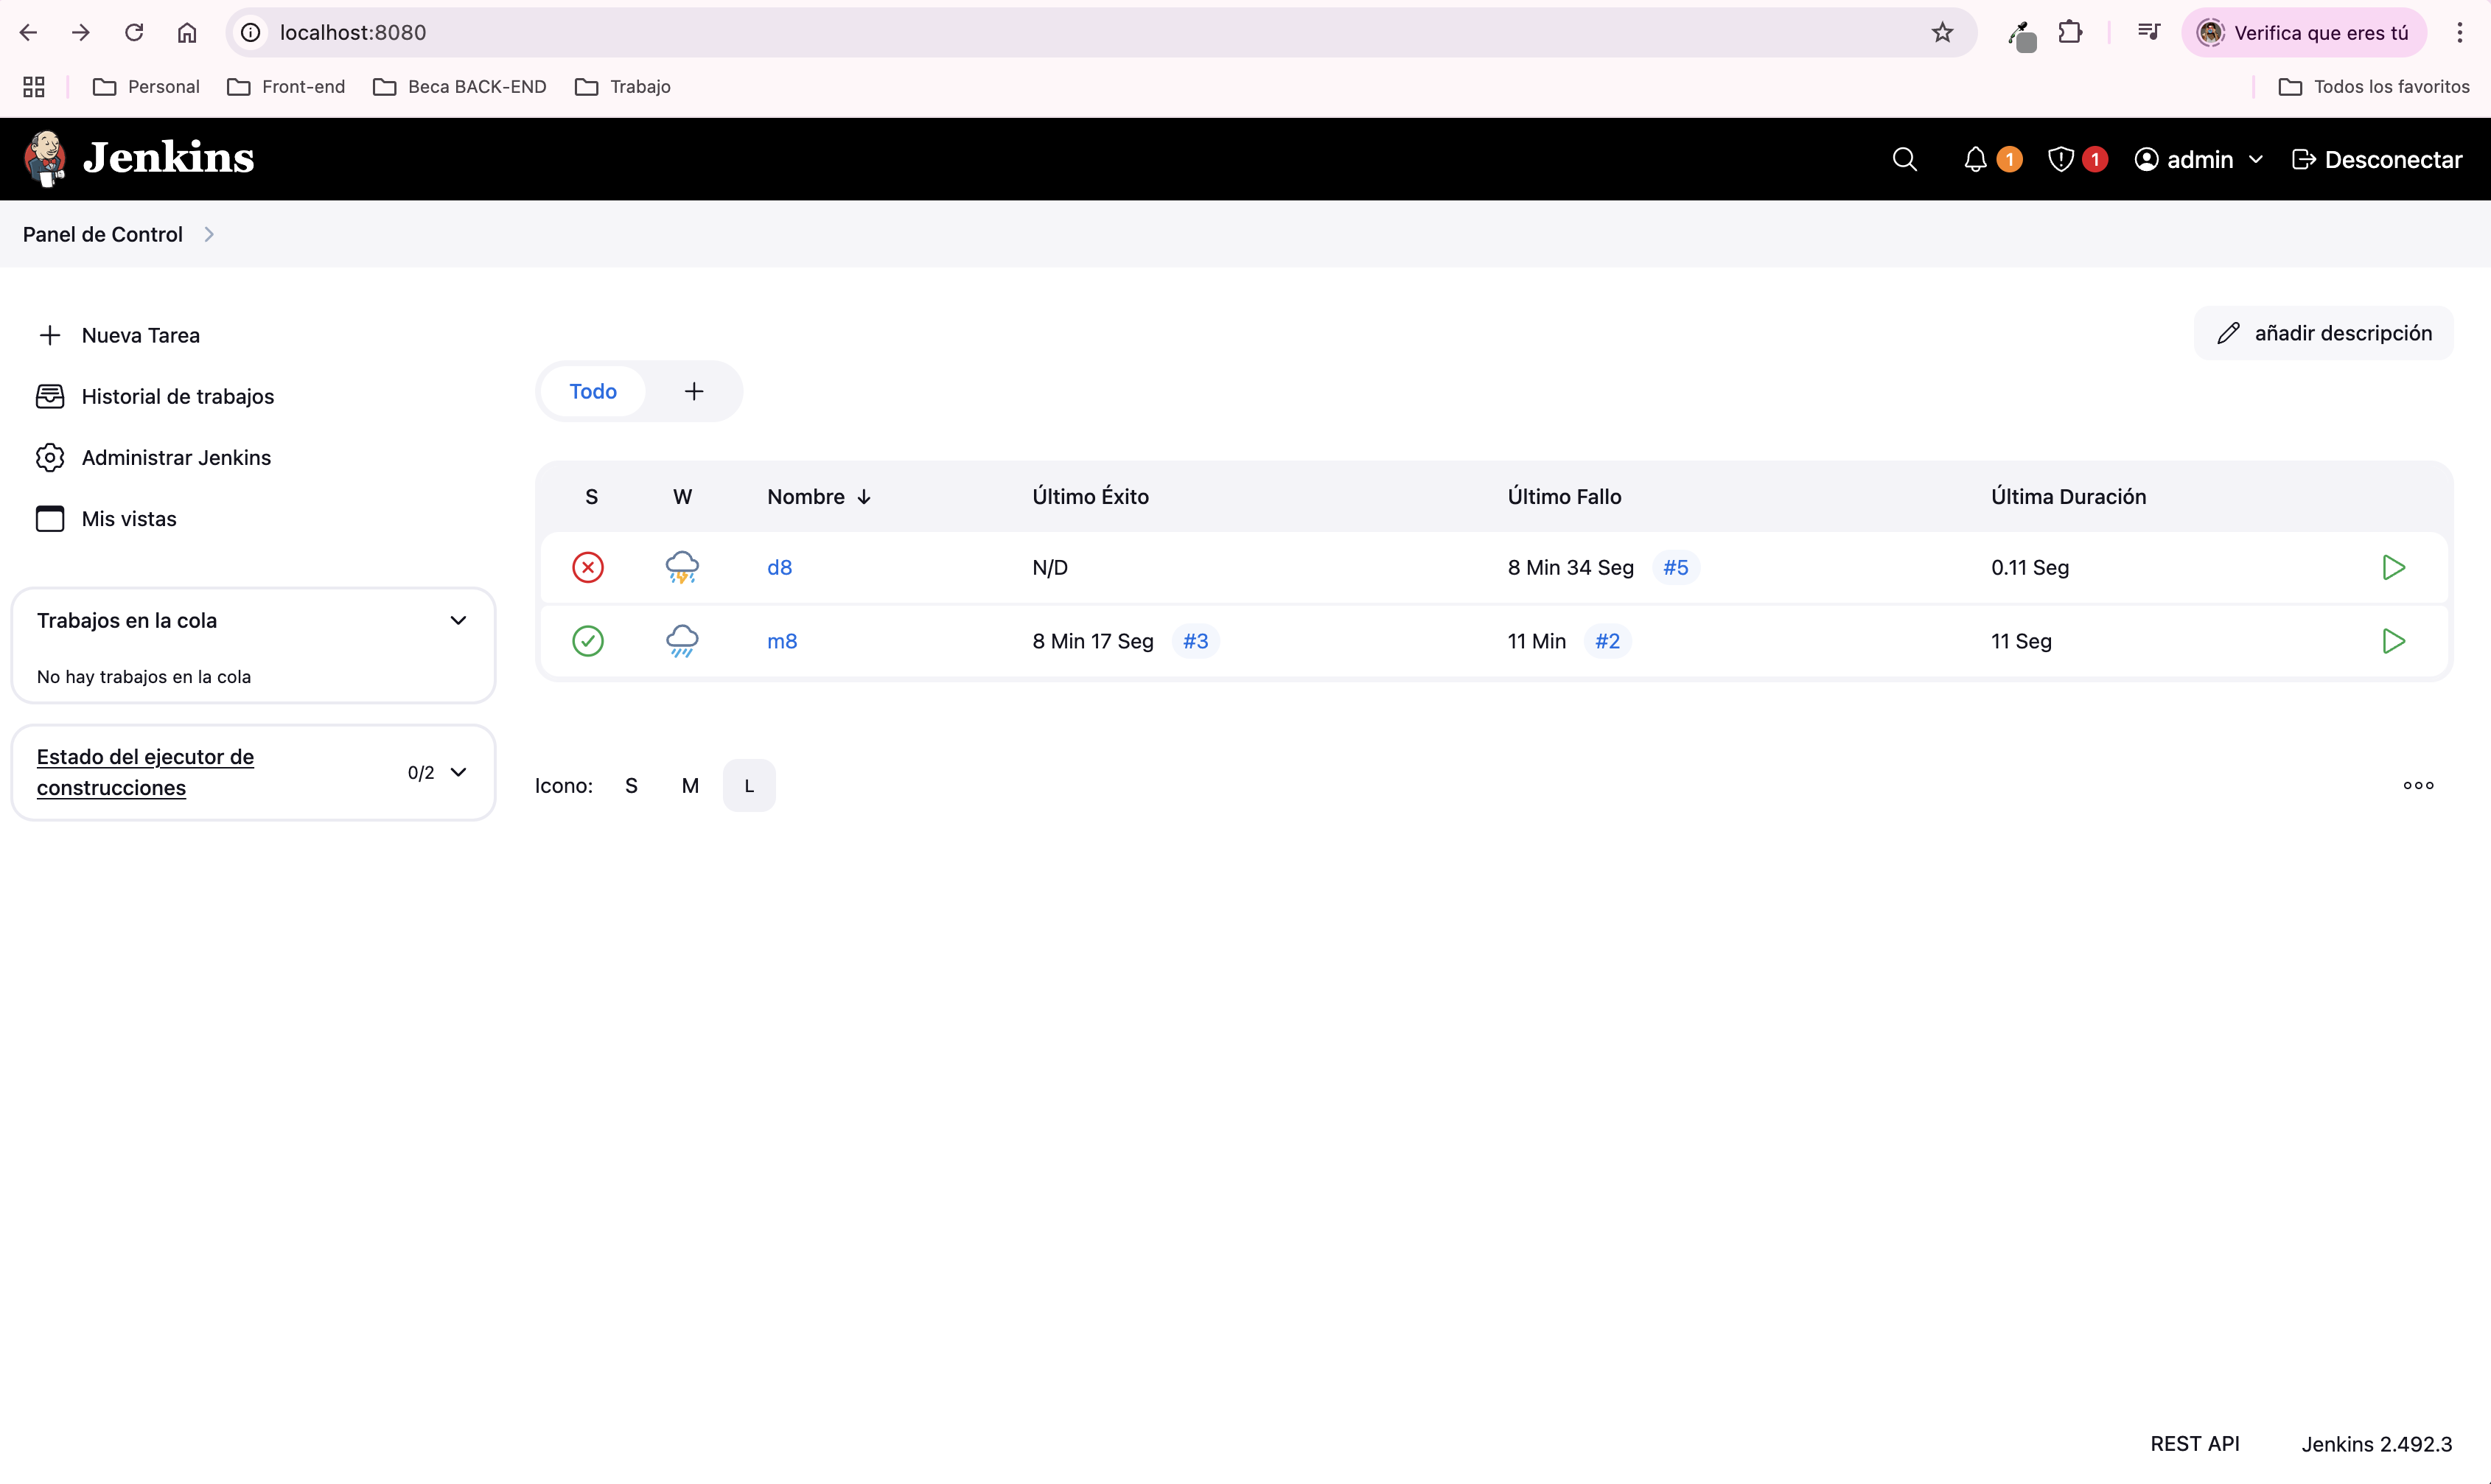 localhost:8080
Verifica que eres tú
Personal
Front-end
Beca BACK-END
Trabajo
Todos los favoritos
Jenkins
1
1
admin
Desconectar
Panel de Control
Nueva Tarea
Historial de trabajos
Administrar Jenkins
Mis vistas
Trabajos en la cola
No hay trabajos en la cola
Estado del ejecutor de
construcciones
0/2
añadir descripción
Todo
S W Nombre ↓ Último Éxito Último Fallo Última Duración
d8 N/D 8 Min 34 Seg #5 0.11 Seg
m8 8 Min 17 Seg #3 11 Min #2 11 Seg
Icono: S M L
REST API Jenkins 2.492.3